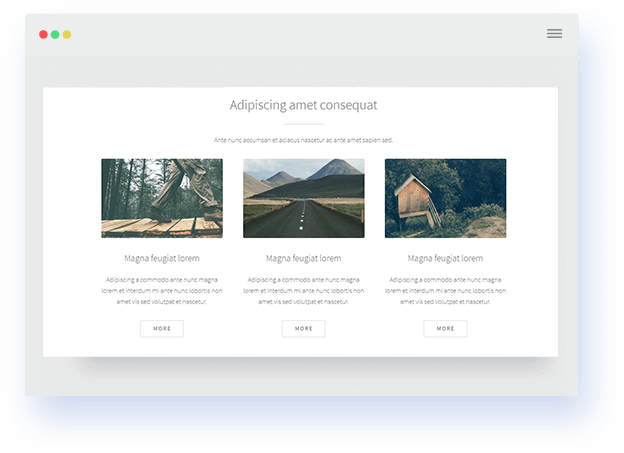 Adipiscing amet consequat
Ante nunc accumsan et adiacus nascetur ac ante amet sapien sed.
Magna feugiat lorem
Magna feugiat lorem
Magna feugiat lorem
Adipiscing a commodo ante nunc magna
lorem et interdum mi ante nunc lobortis non
amet vis sed volutpat et nascetur.
Adipiscing a commodo ante nunc magna
lorem et interdum mi ante nunc lobortis non
amet vis sed volutpat et nascetur.
Adipiscing a commodo ante nunc magna
lorem et interdum mi ante nunc lobortis non
amet vis sed volutpat et nascetur.
MORE
MORE
MORE